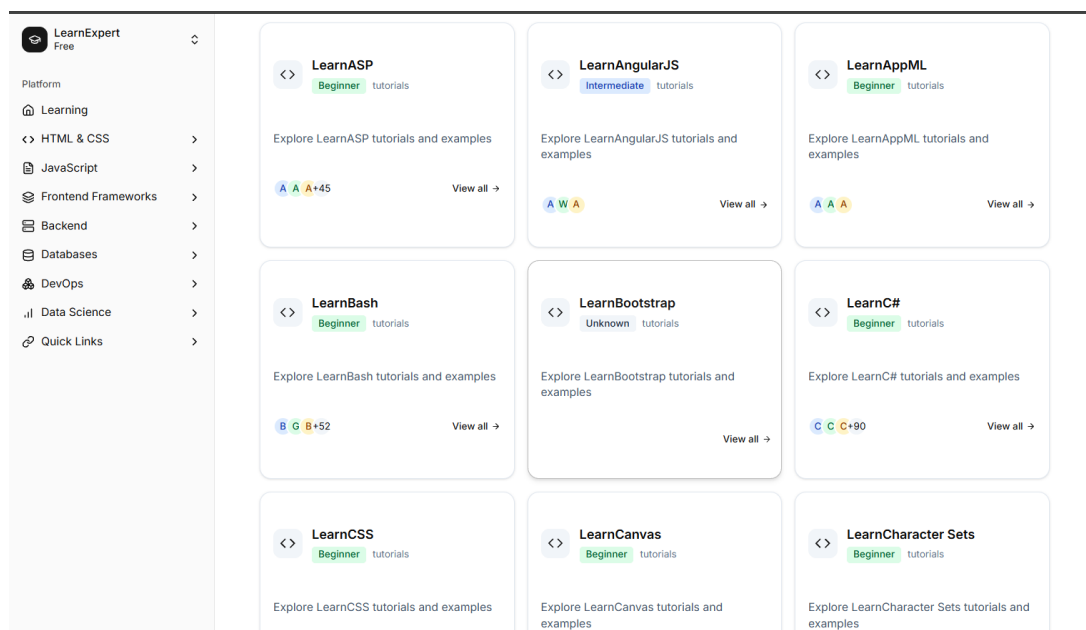 LearnExpert
Free
Platform
Learning
HTML & CSS
JavaScript
Frontend Frameworks
Backend
Databases
DevOps
Data Science
Quick Links
LearnASP
Beginner tutorials
Explore LearnASP tutorials and examples
A A A+45 View all →
LearnAngularJS
Intermediate tutorials
Explore LearnAngularJS tutorials and
examples
A W A View all →
LearnAppML
Beginner tutorials
Explore LearnAppML tutorials and
examples
A A A View all →
LearnBash
Beginner tutorials
Explore LearnBash tutorials and examples
B G B+52 View all →
LearnBootstrap
Unknown tutorials
Explore LearnBootstrap tutorials and
examples
View all →
LearnC#
Beginner tutorials
Explore LearnC# tutorials and examples
C C C+90 View all →
LearnCSS
Beginner tutorials
Explore LearnCSS tutorials and examples
LearnCanvas
Beginner tutorials
Explore LearnCanvas tutorials and
examples
LearnCharacter Sets
Beginner tutorials
Explore LearnCharacter Sets tutorials and
examples